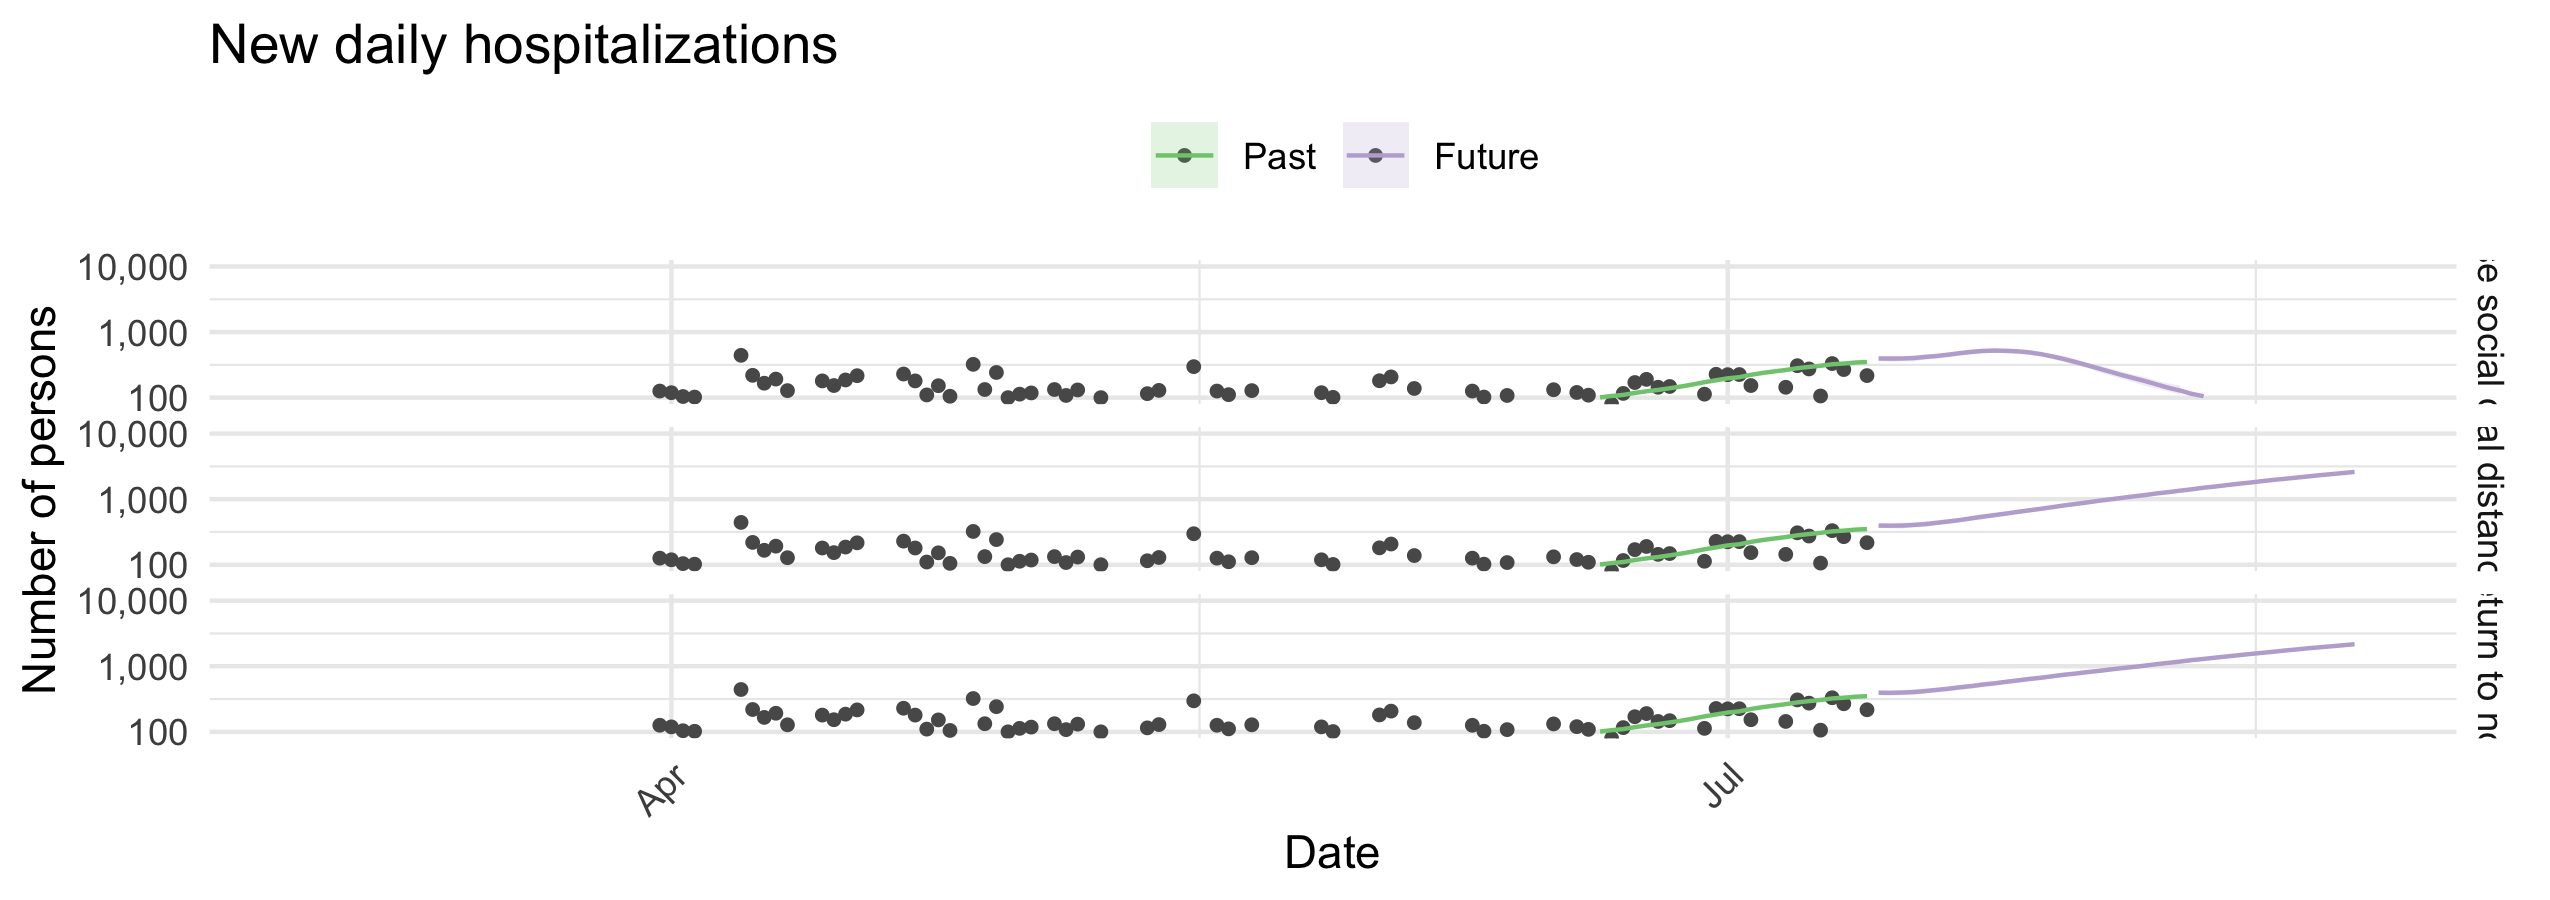 New daily hospitalizations
Past
Future
Number of persons
10,000
1,000
100
social
10,000
1,000
100
al distanc
10,000
1,000
100
turn to
Apr
Jul
Date